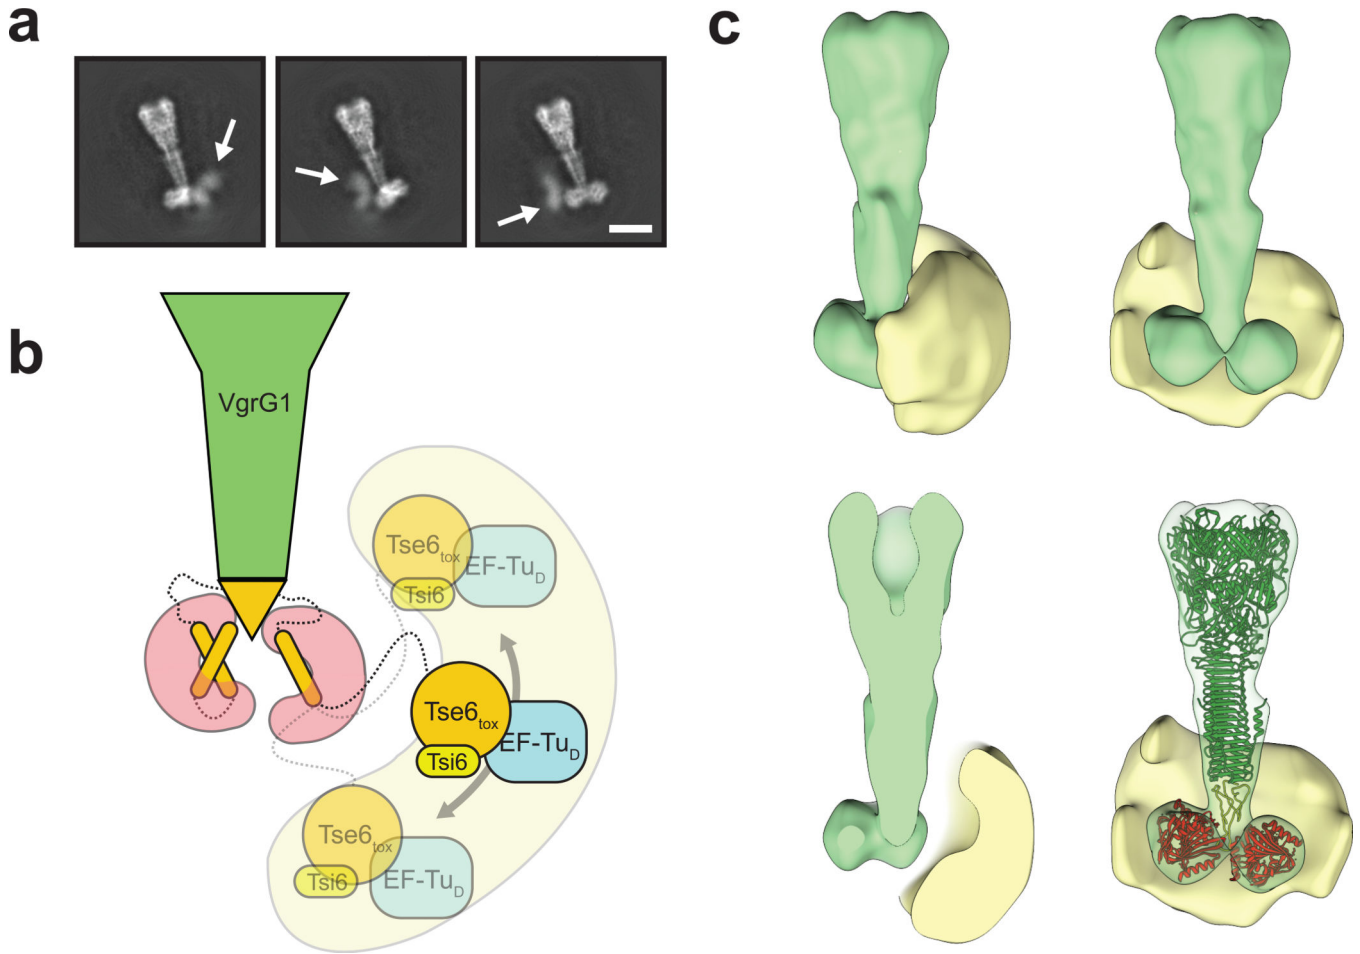 a
c
b
VgrG1
Tse6tox
EF-TuD
Tsi6
Tse6tox
EF-TuD
Tsi6
Tse6tox
EF-TuD
Tsi6